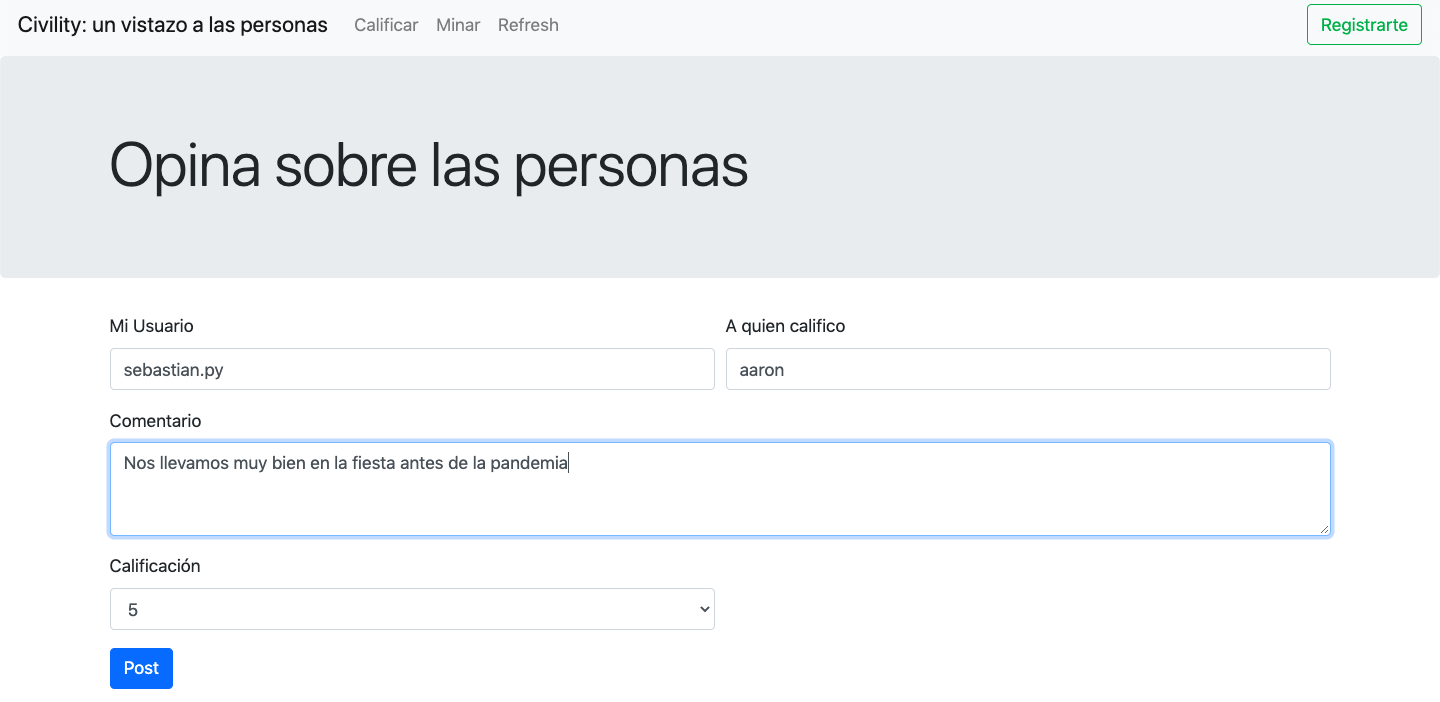 Civility: un vistazo a las personas Calificar Minar Refresh Registrarte
Opina sobre las personas
Mi Usuario A quien califico
sebastian.py aaron
Comentario
Nos llevamos muy bien en la fiesta antes de la pandemia
Calificación
5
Post